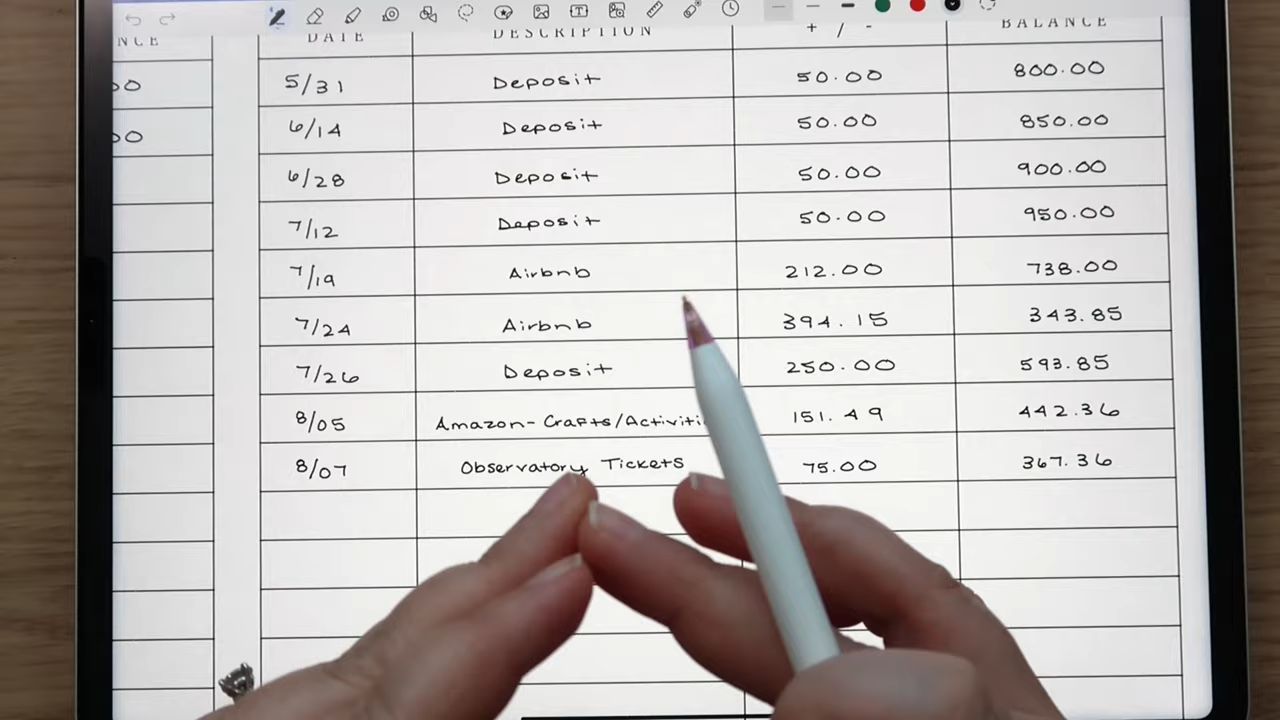 NCE DATE DESCRIPTION + / - BALANCE
00 5/31 Deposit 50.00 800.00
00 6/14 Deposit 50.00 850.00
6/28 Deposit 50.00 900.00
7/12 Deposit 50.00 950.00
7/19 Airbnb 212.00 738.00
7/24 Airbnb 394.15 343.85
7/26 Deposit 250.00 593.85
8/05 Amazon- Crafts/Activiti 151.49 442.36
8/07 Observatory Tickets 75.00 367.36